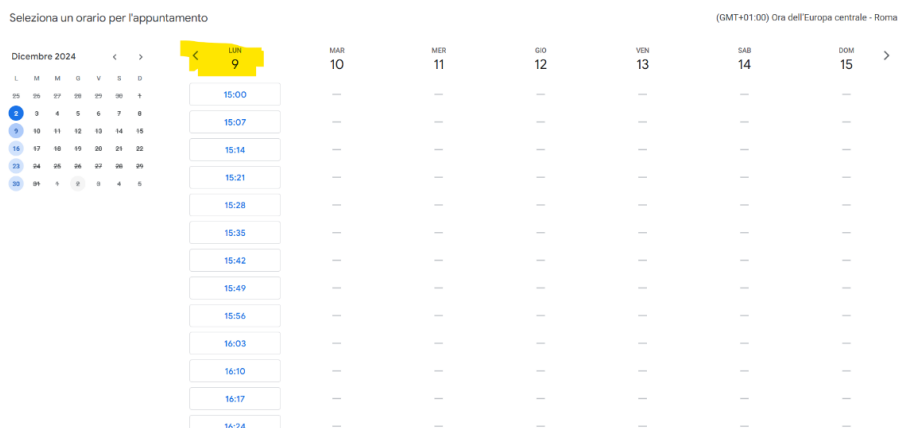 Seleziona un orario per l'appuntamento
(GMT+01:00) Ora dell'Europa centrale - Roma
Dicembre 2024
L M M G V S D
25 26 27 28 29 30 1
2 3 4 5 6 7 8
9 10 11 12 13 14 15
16 17 18 19 20 21 22
23 24 25 26 27 28 29
30 31 1 2 3 4 5
LUN MAR MER GIO VEN SAB DOM
9 10 11 12 13 14 15
15:00 — — — — — —
15:07 — — — — — —
15:14 — — — — — —
15:21 — — — — — —
15:28 — — — — — —
15:35 — — — — — —
15:42 — — — — — —
15:49 — — — — — —
15:56 — — — — — —
16:03 — — — — — —
16:10 — — — — — —
16:17 — — — — — —
16:24 — — — — — —